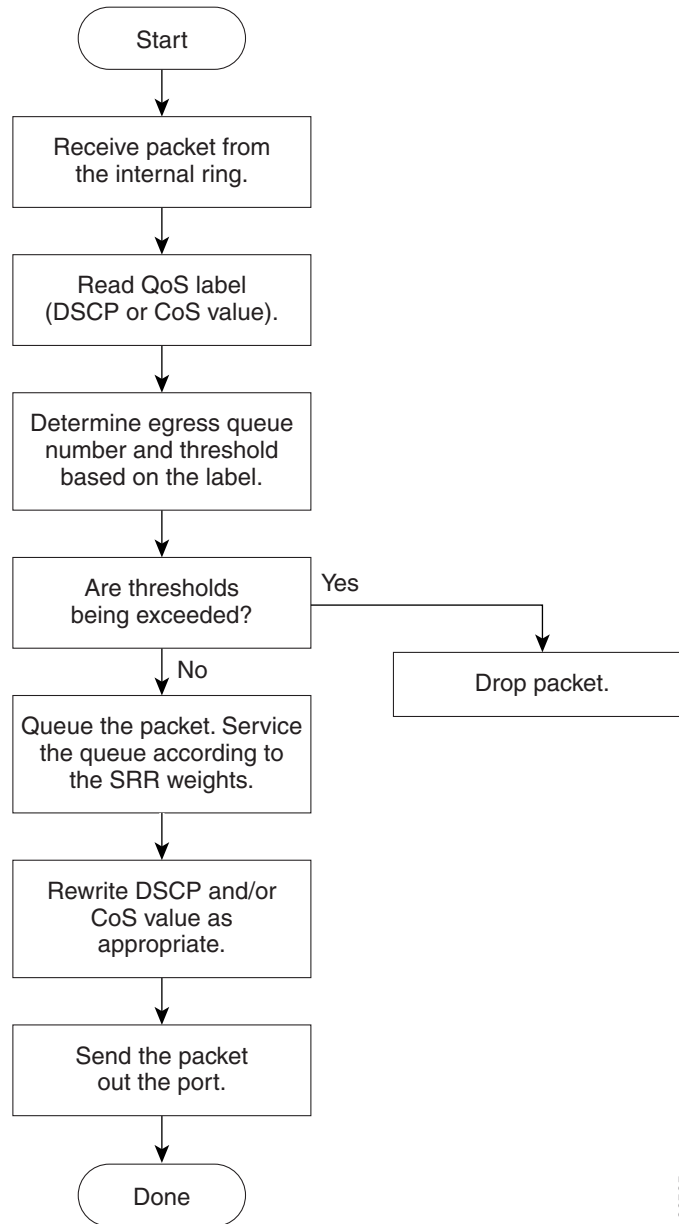 Start
Receive packet from
the internal ring.
Read QoS label
(DSCP or CoS value).
Determine egress queue
number and threshold
based on the label.
Are thresholds
being exceeded?
Yes
No
Drop packet.
Queue the packet. Service
the queue according to
the SRR weights.
Rewrite DSCP and/or
CoS value as
appropriate.
Send the packet
out the port.
Done